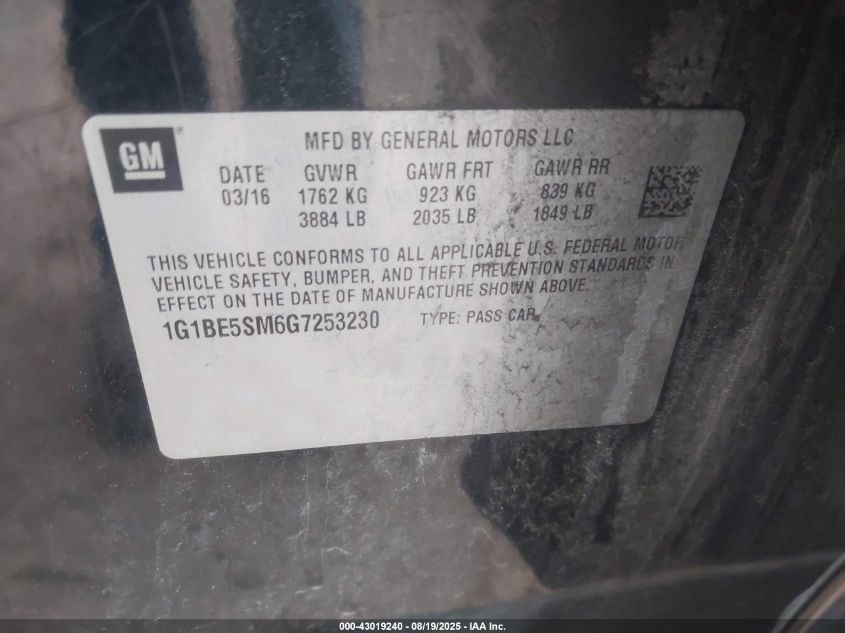 GM
MFD BY GENERAL MOTORS LLC
DATE GVWR GAWR FRT GAWR RR
03/16 1762 KG 923 KG 839 KG
3884 LB 2035 LB 1849 LB
THIS VEHICLE CONFORMS TO ALL APPLICABLE U.S. FEDERAL MOTOR
VEHICLE SAFETY, BUMPER, AND THEFT PREVENTION STANDARDS IN
EFFECT ON THE DATE OF MANUFACTURE SHOWN ABOVE.
1G1BE5SM6G7253230 TYPE: PASS CAR
000-43019240 - 08/19/2025 - IAA Inc.